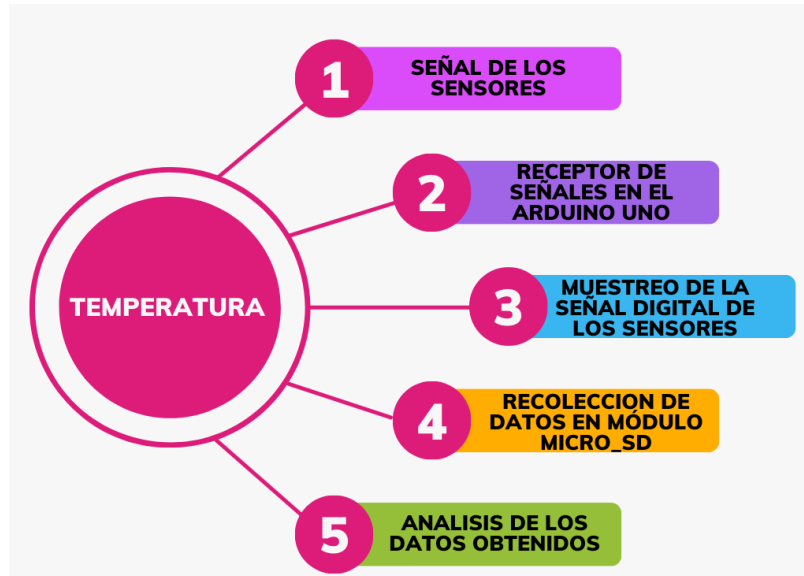 1
SEÑAL DE LOS
SENSORES
2
RECEPTOR DE
SEÑALES EN EL
ARDUINO UNO
TEMPERATURA
3
MUESTREO DE LA
SEÑAL DIGITAL DE
LOS SENSORES
4
RECOLECCION DE
DATOS EN MÓDULO
MICRO_SD
5
ANALISIS DE LOS
DATOS OBTENIDOS